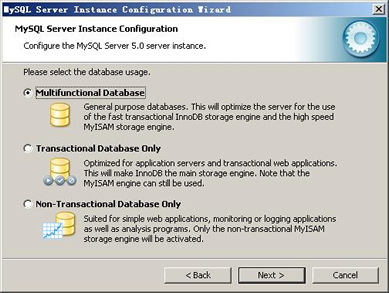 MySQL Server Instance Configuration Wizard
MySQL Server Instance Configuration
Configure the MySQL Server 5.0 server instance.
Please select the database usage.
Multifunctional Database
General purpose databases. This will optimize the server for the use
of the fast transactional InnoDB storage engine and the high speed
MyISAM storage engine.
Transactional Database Only
Optimized for application servers and transactional web applications.
This will make InnoDB the main storage engine. Note that the
MyISAM engine can still be used.
Non-Transactional Database Only
Suited for simple web applications, monitoring or logging applications
as well as analysis programs. Only the non-transactional MyISAM
storage engine will be activated.
< Back
Next >
Cancel